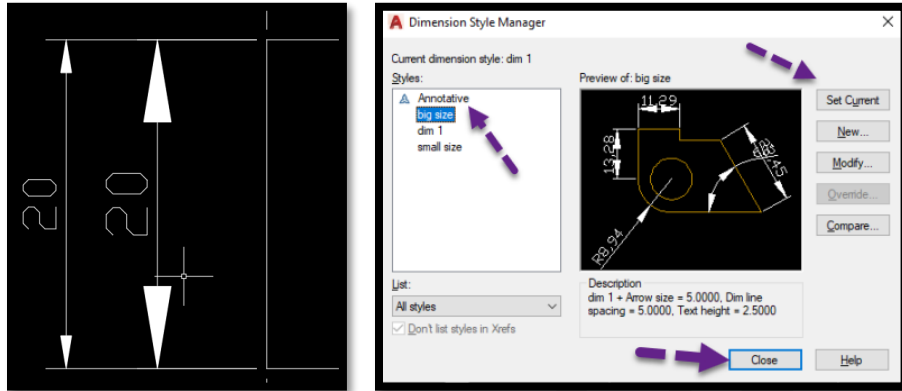 20
20
Dimension Style Manager
Current dimension style: dim 1
Styles:
Annotative
big size
dim 1
small size
List:
All styles
Don't list styles in Xrefs
Preview of: big size
11,29
13,28
R8,94
Description
dim 1 + Arrow size = 5.0000, Dim line
spacing = 5.0000, Text height = 2.5000
Set Current
New...
Modify...
Override...
Compare...
Close
Help